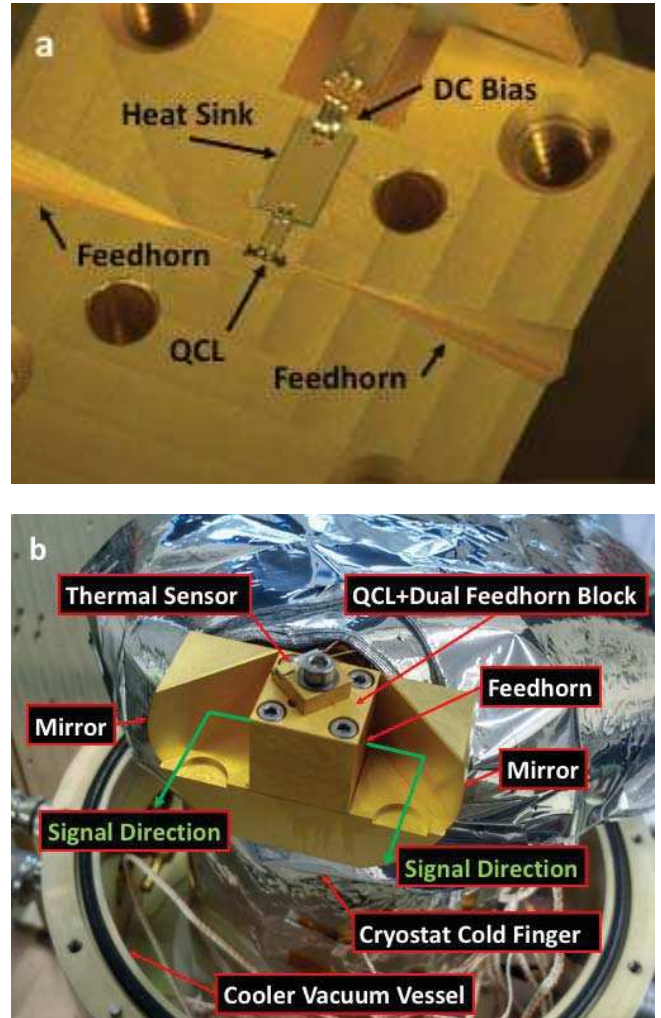 a
DC Bias
Heat Sink
Feedhorn
QCL
Feedhorn
b
Thermal Sensor
QCL+Dual Feedhorn Block
Feedhorn
Mirror
Mirror
Signal Direction
Signal Direction
Cryostat Cold Finger
Cooler Vacuum Vessel